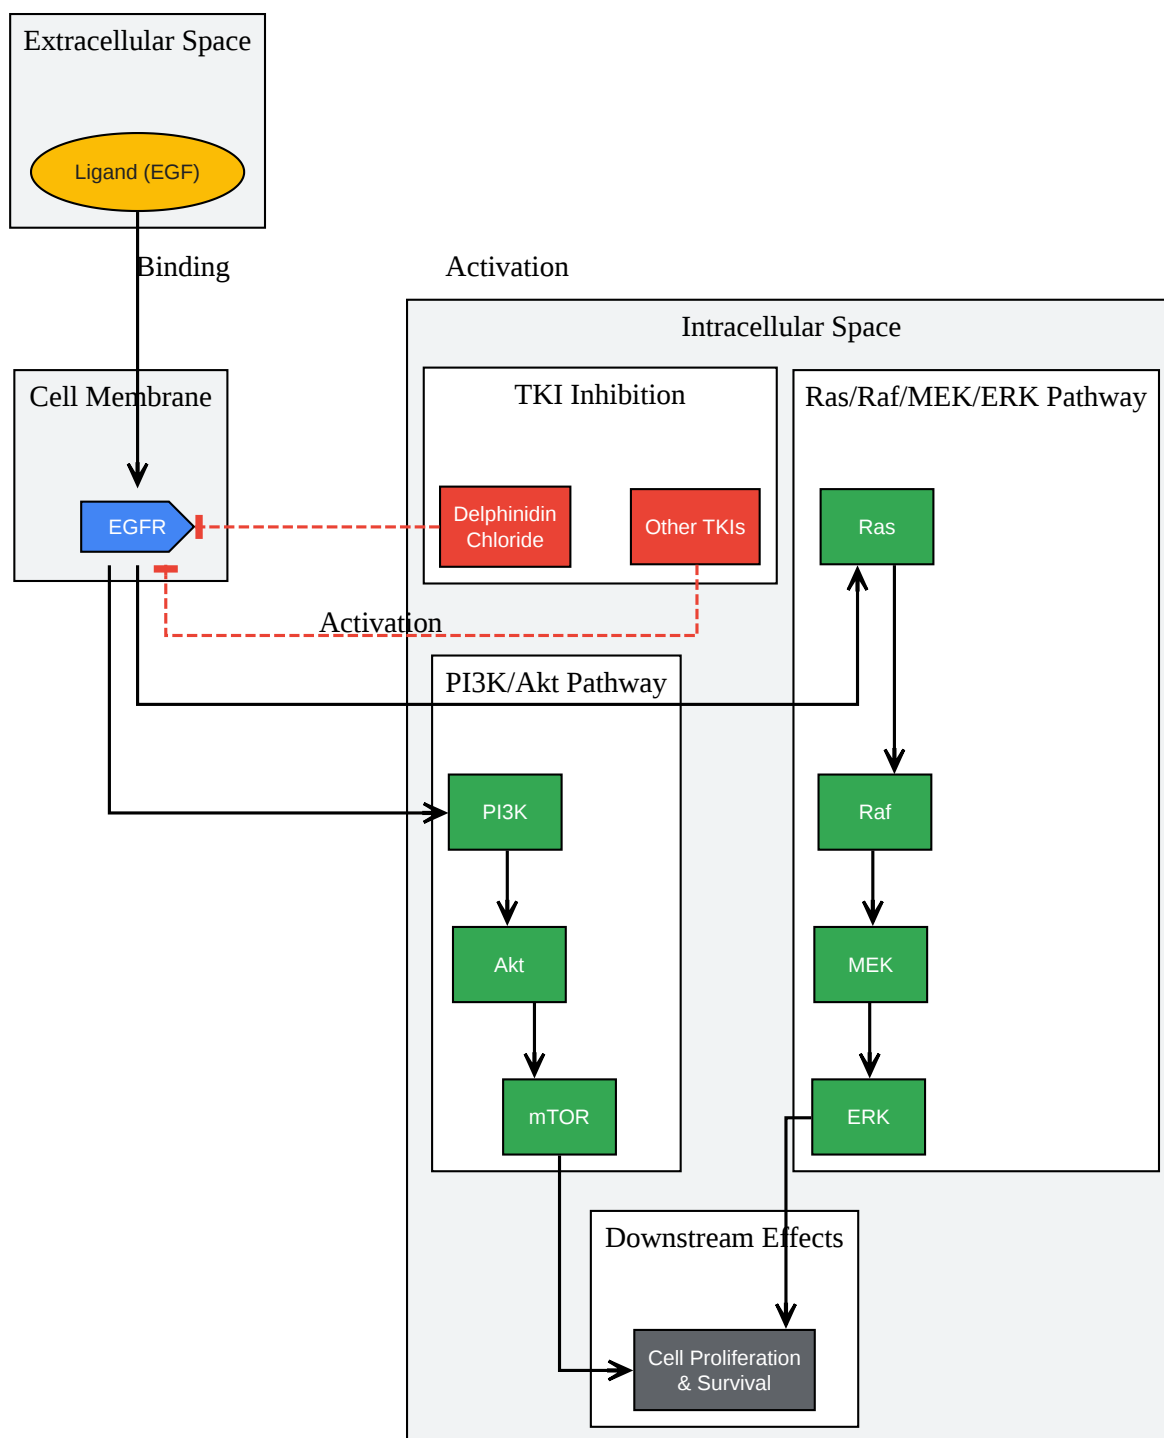 Extracellular Space
Ligand (EGF)
Binding
Activation
Intracellular Space
Cell Membrane
TKI Inhibition
Ras/Raf/MEK/ERK Pathway
EGFR
Delphinidin
Chloride
Other TKIs
Ras
Activation
PI3K/Akt Pathway
PI3K
Raf
Akt
MEK
mTOR
ERK
Downstream Effects
Cell Proliferation
& Survival